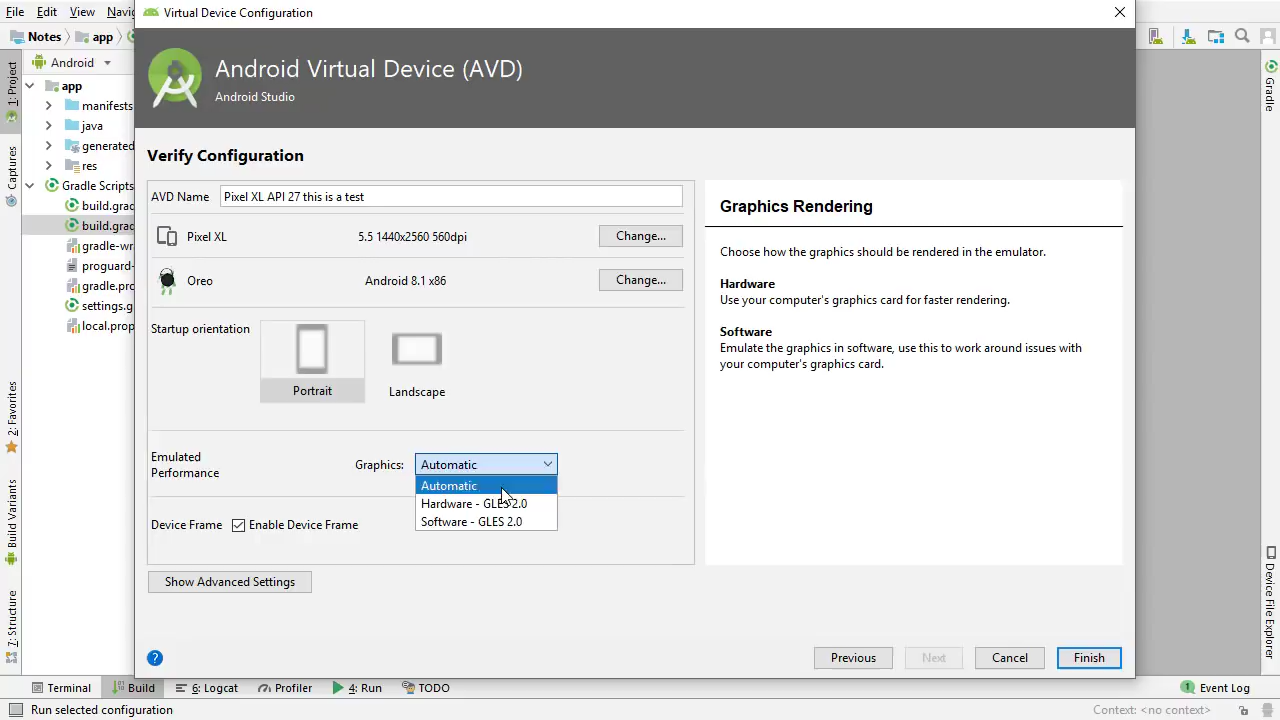 File Edit View Navig
Virtual Device Configuration
Notes app
Android
1: Project
Captures
2: Favorites
Build Variants
7: Structure
app
manifests
java
generated
res
Gradle Scripts
build.grad
build.grad
gradle-wr
proguard-
gradle.pro
settings.g
local.prop
Android Virtual Device (AVD)
Android Studio
Verify Configuration
AVD Name Pixel XL API 27 this is a test
Pixel XL 5.5 1440x2560 560dpi Change...
Oreo Android 8.1 x86 Change...
Startup orientation
Portrait Landscape
Emulated
Performance
Graphics: Automatic
Automatic
Hardware - GLES 2.0
Software - GLES 2.0
Device Frame Enable Device Frame
Show Advanced Settings
Graphics Rendering
Choose how the graphics should be rendered in the emulator.
Hardware
Use your computer's graphics card for faster rendering.
Software
Emulate the graphics in software, use this to work around issues with
your computer's graphics card.
? Previous Next Cancel Finish
Gradle
Device File Explorer
Terminal Build 6: Logcat Profiler 4: Run TODO 1 Event Log
Run selected configuration Context: <no context>